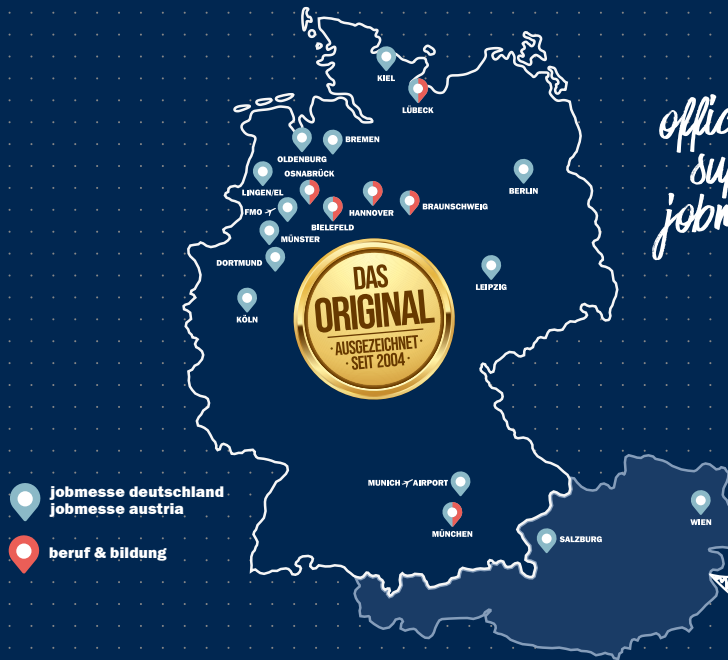 KIEL
LÜBECK
OLDENBURG
BREMEN
OSNABRÜCK
LINGEN/EL
BERLIN
FMO
HANNOVER
BRAUNSCHWEIG
BIELEFELD
MÜNSTER
DORTMUND
LEIPZIG
KÖLN
DAS
ORIGINAL
· AUSGEZEICHNET ·
· SEIT 2004 ·
MUNICH AIRPORT
MÜNCHEN
SALZBURG
WIEN
jobmesse deutschland
jobmesse austria
beruf & bildung